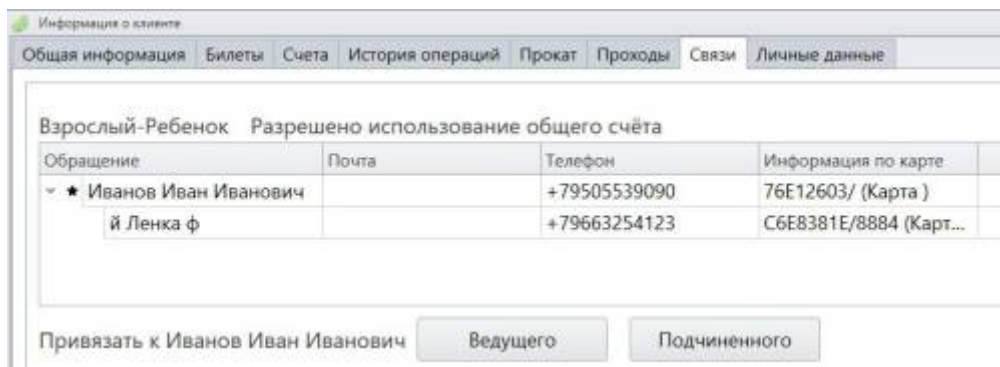 Информация о клиенте
Общая информация Билеты Счета История операций Прокат Проходы Связи Личные данные
Взрослый-Ребенок Разрешено использование общего счёта
Обращение Почта Телефон Информация по карте
Иванов Иван Иванович +79505539090 76E12603/ (Карта )
й Ленка ф +79663254123 C6E8381E/8884 (Карт...
Привязать к Иванов Иван Иванович Ведущего Подчиненного